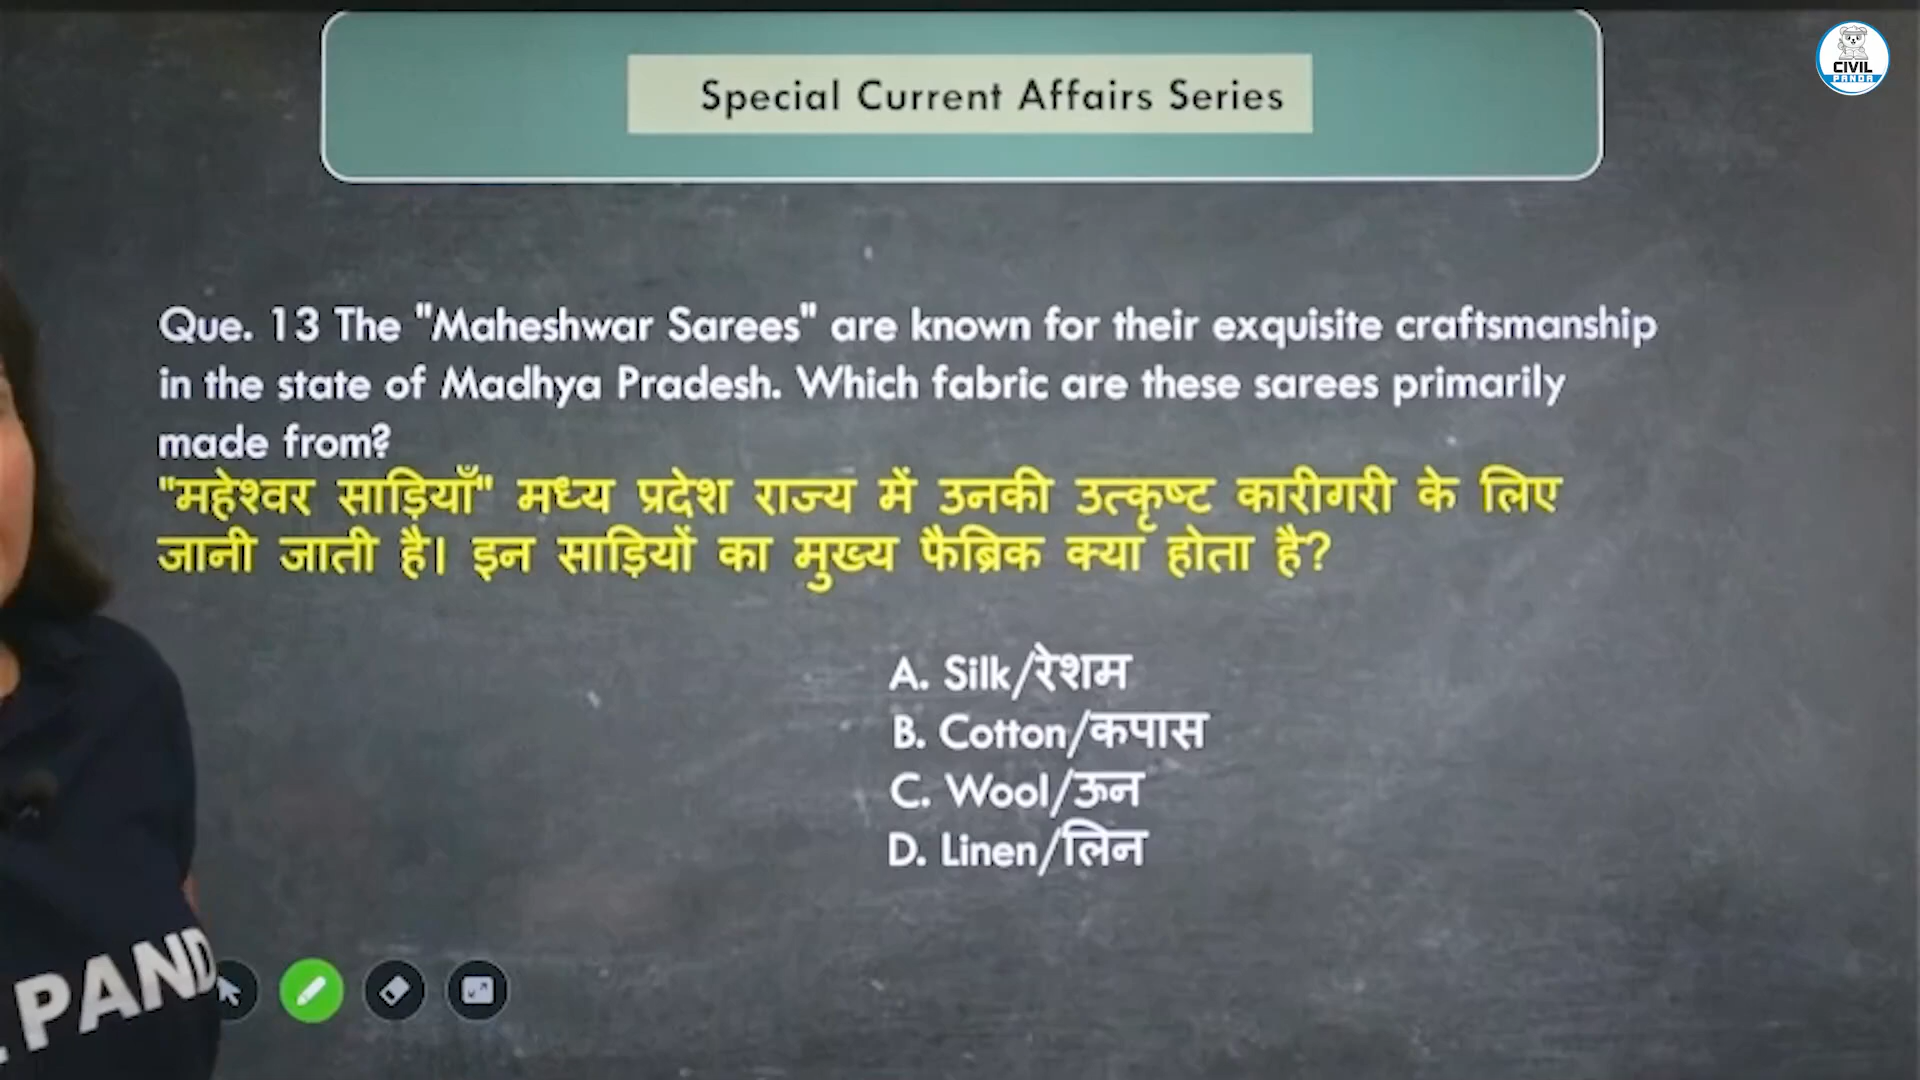 Special Current Affairs Series
CIVIL
PANDA
Que. 13 The "Maheshwar Sarees" are known for their exquisite craftsmanship
in the state of Madhya Pradesh. Which fabric are these sarees primarily
made from?
"महेश्वर साड़ियाँ" मध्य प्रदेश राज्य में उनकी उत्कृष्ट कारीगरी के लिए
जानी जाती है। इन साड़ियों का मुख्य फैब्रिक क्या होता है?
A. Silk/रेशम
B. Cotton/कपास
C. Wool/ऊन
D. Linen/लिन
PAND